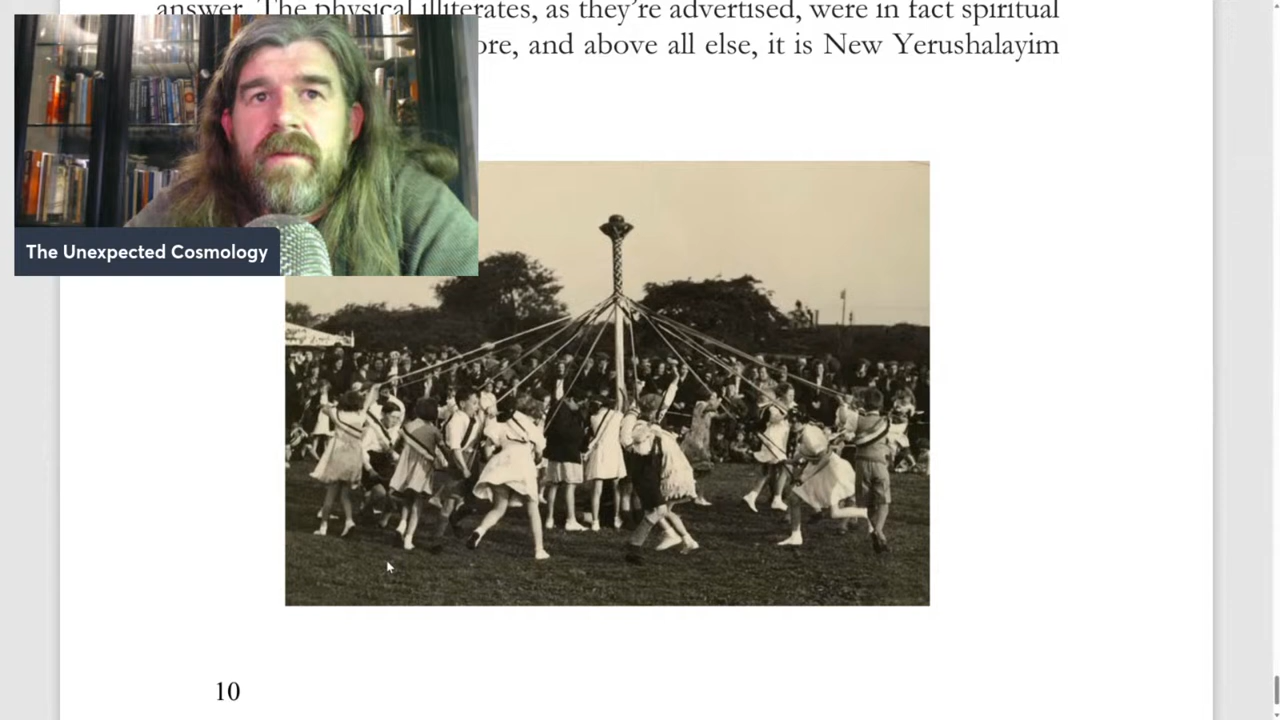 answer. The physical illiterates, as they're advertised, were in fact spiritual
ore, and above all else, it is New Yerushalayim
The Unexpected Cosmology
10